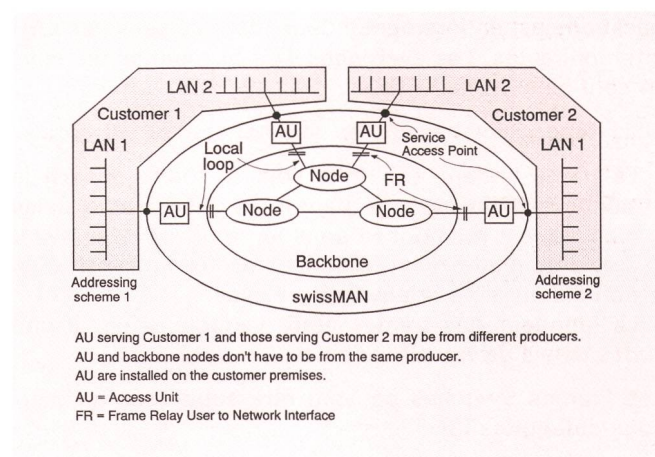 LAN 2
LAN 2
Customer 1
Customer 2
LAN 1
AU
AU
Service
Access Point
LAN 1
Local
loop
Node
FR
AU
Node
Node
AU
Backbone
Addressing
scheme 1
Addressing
scheme 2
swissMAN
AU serving Customer 1 and those serving Customer 2 may be from different producers.
AU and backbone nodes don't have to be from the same producer.
AU are installed on the customer premises.
AU = Access Unit
FR = Frame Relay User to Network Interface